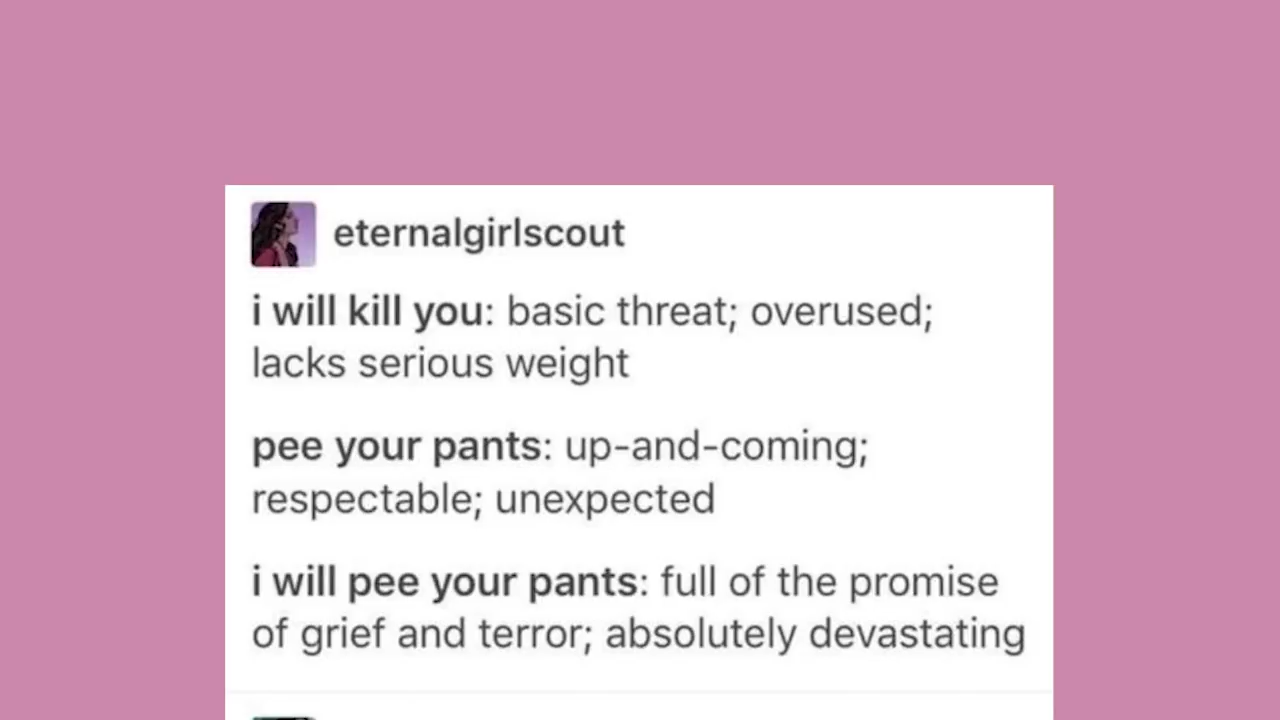 eternalgirlscout
i will kill you: basic threat; overused;
lacks serious weight
pee your pants: up-and-coming;
respectable; unexpected
i will pee your pants: full of the promise
of grief and terror; absolutely devastating